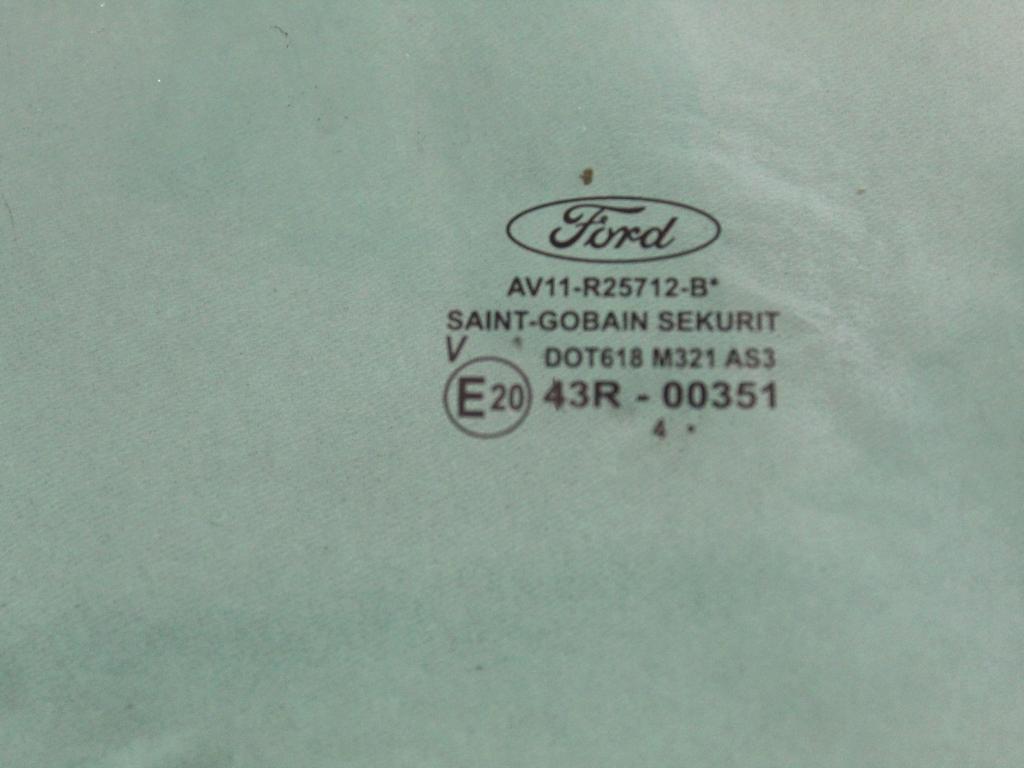 Ford
AV11-R25712-B*
SAINT-GOBAIN SEKURIT
V
DOT618 M321 AS3
E20 43R - 00351
4 •